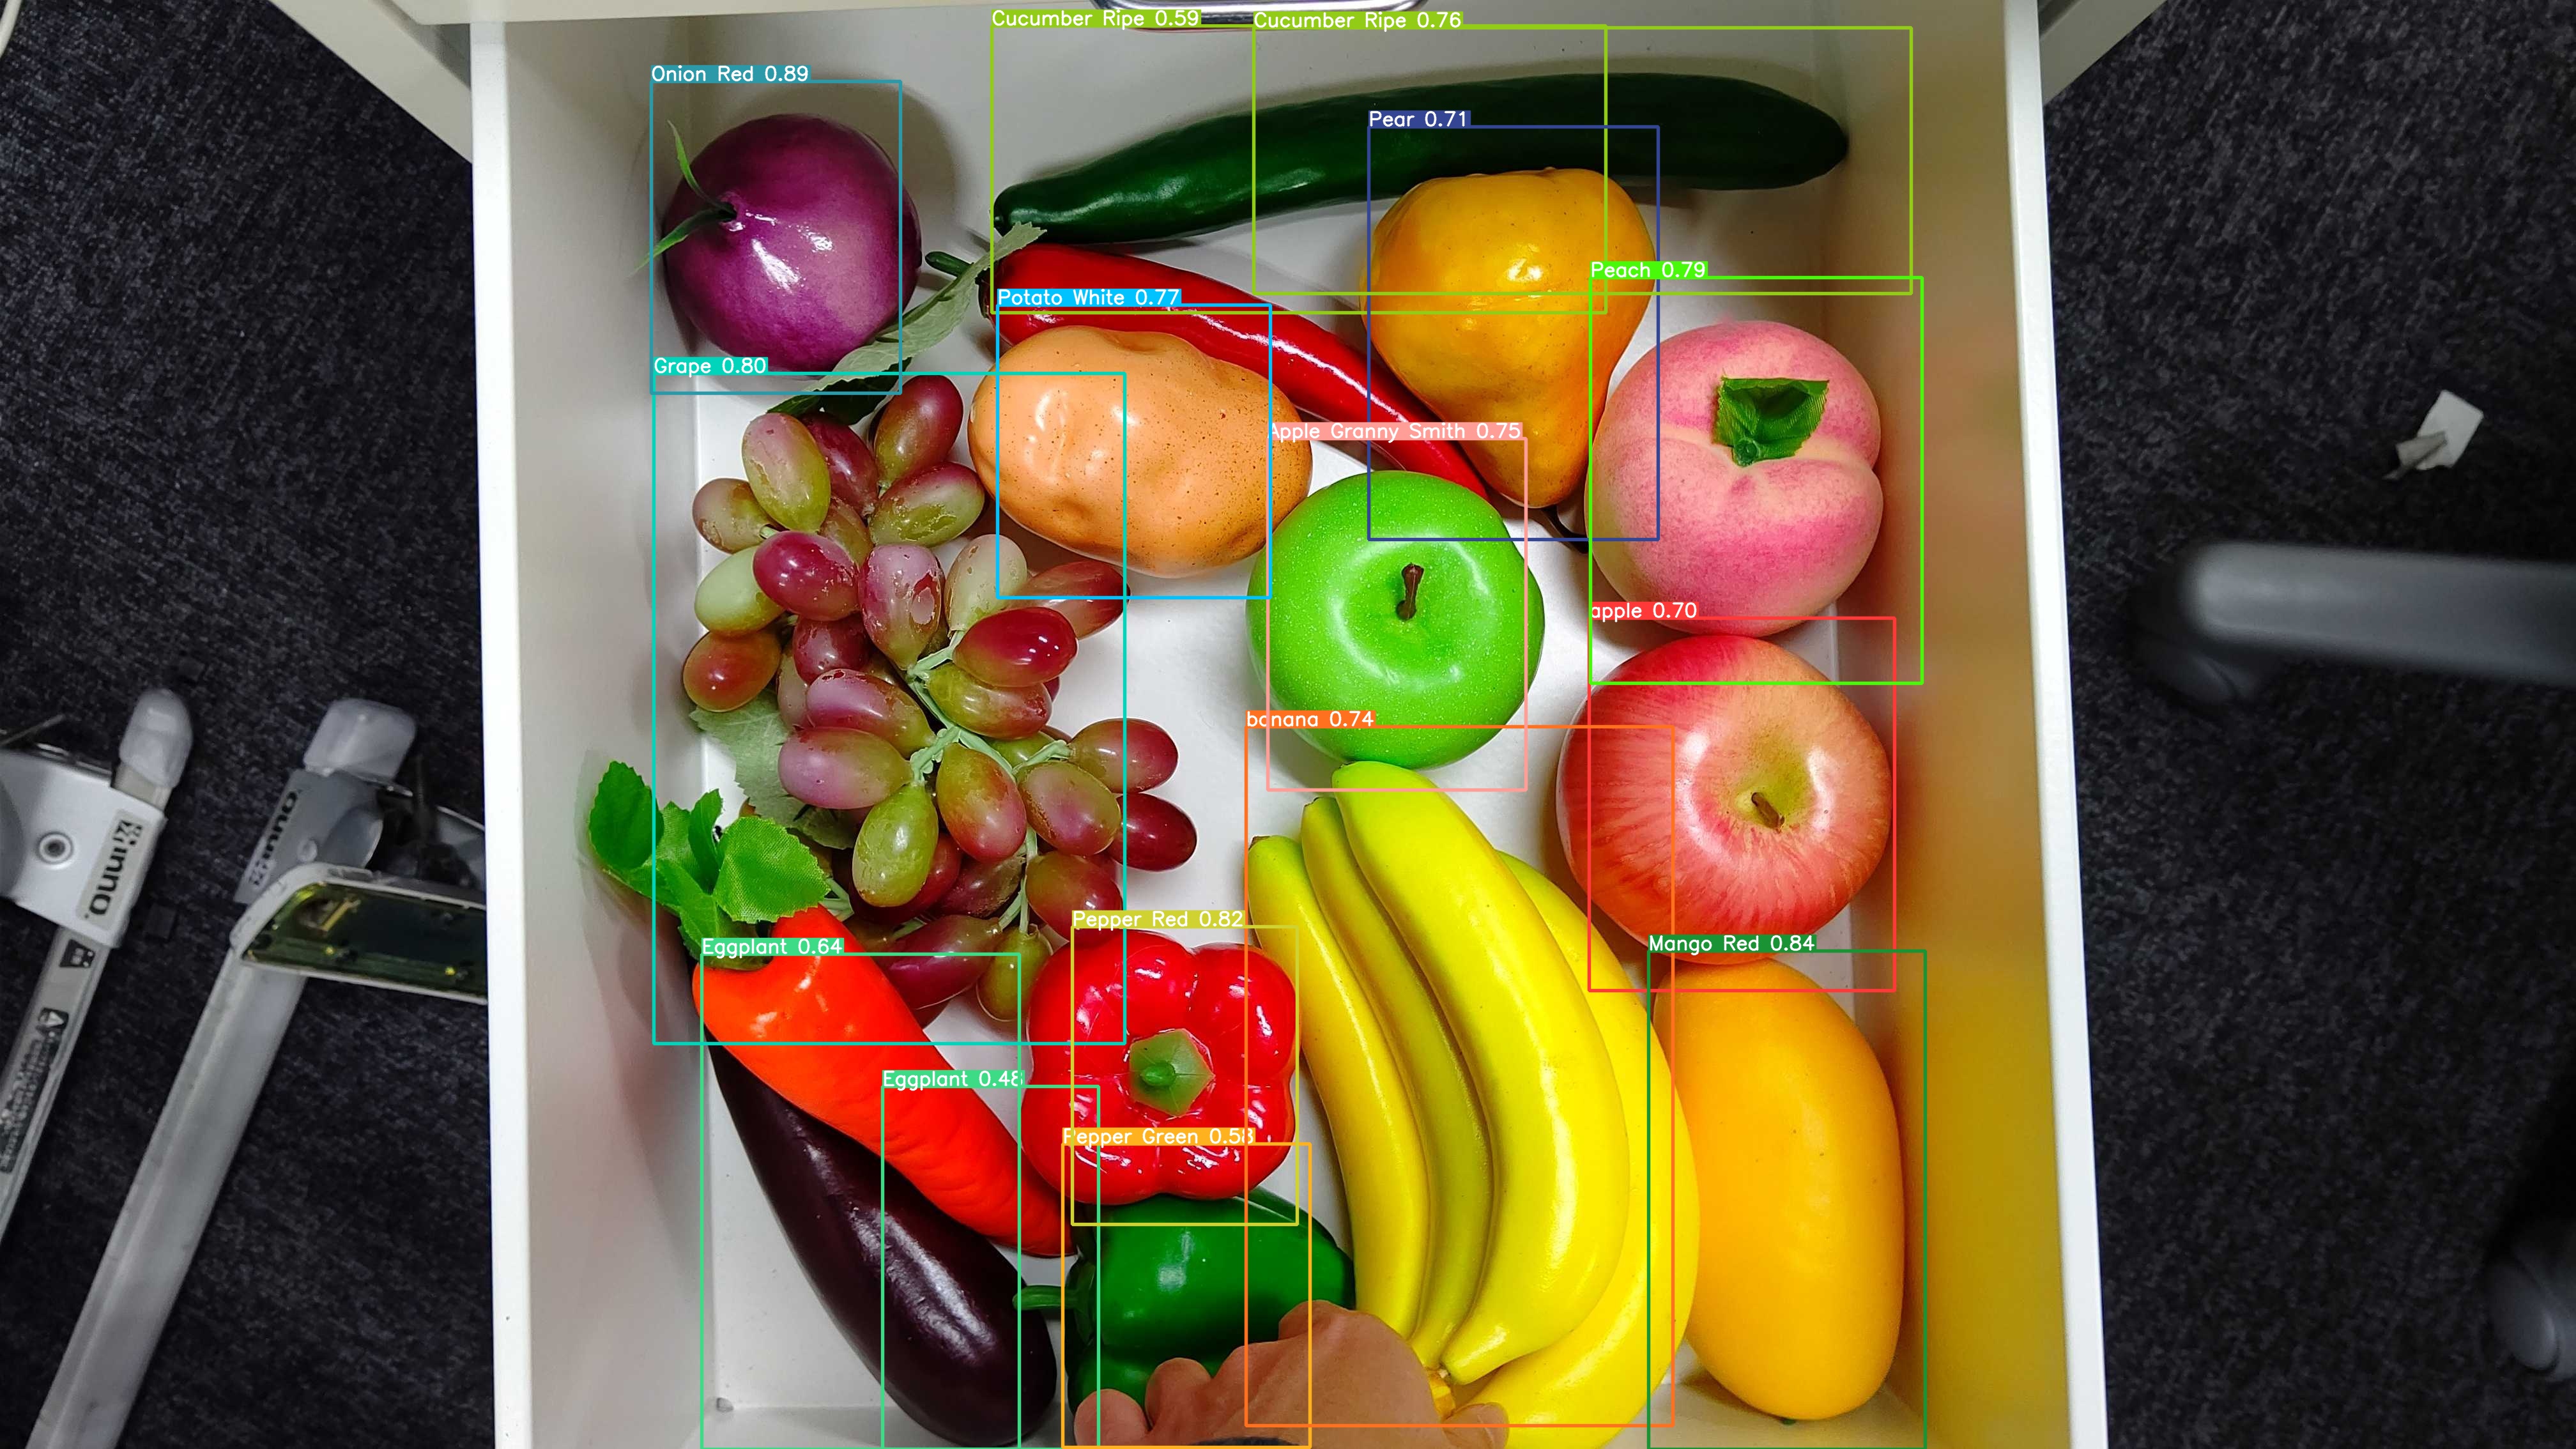 Cucumber Ripe 0.59
Cucumber Ripe 0.76
Onion Red 0.89
Pear 0.71
Peach 0.79
Potato White 0.77
Grape 0.80
Apple Granny Smith 0.75
apple 0.70
banana 0.74
Pepper Red 0.82
Mango Red 0.84
Eggplant 0.64
Eggplant 0.48
Pepper Green 0.58